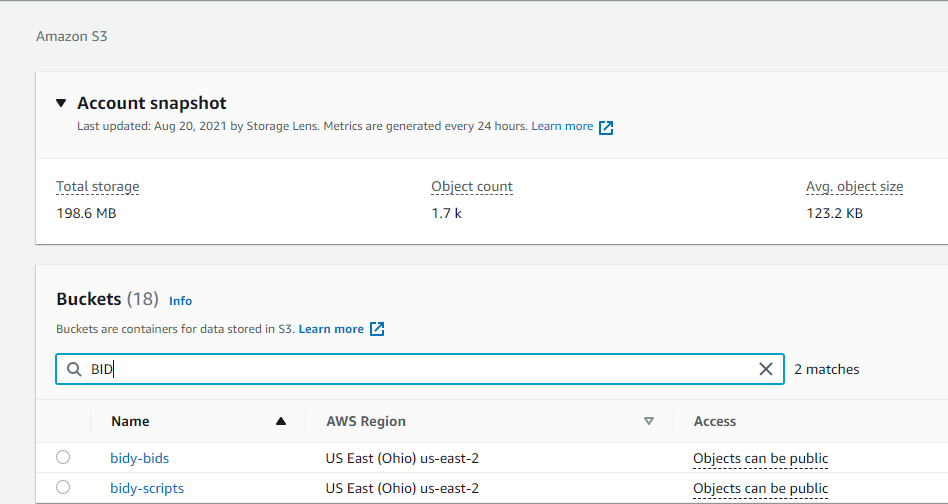 Amazon S3
Account snapshot
Last updated: Aug 20, 2021 by Storage Lens. Metrics are generated every 24 hours. Learn more
Total storage Object count Avg. object size
198.6 MB 1.7 k 123.2 KB
Buckets (18) Info
Buckets are containers for data stored in S3. Learn more
BID 2 matches
Name AWS Region Access
bidy-bids US East (Ohio) us-east-2 Objects can be public
bidy-scripts US East (Ohio) us-east-2 Objects can be public